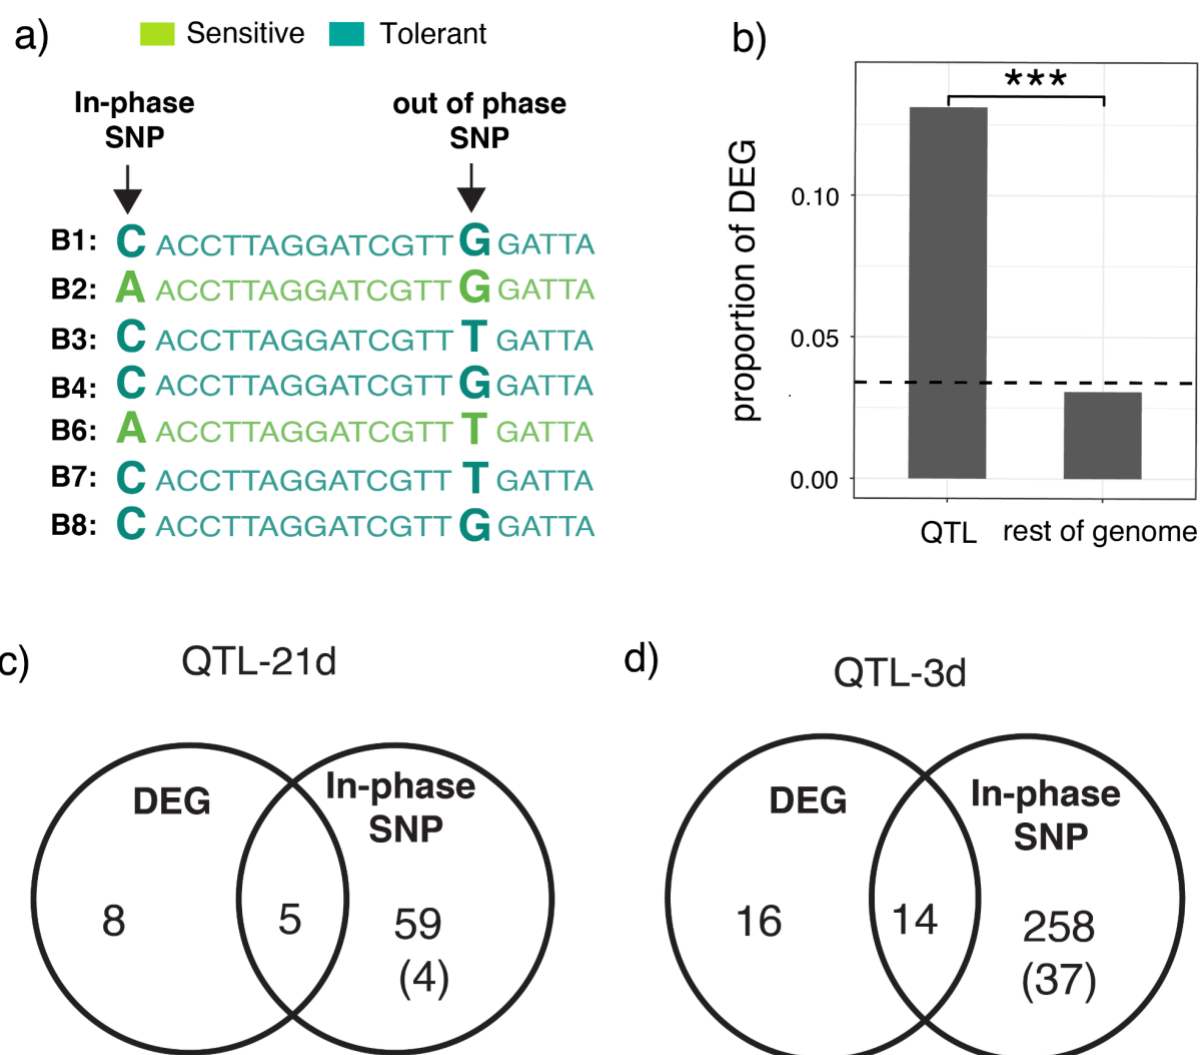 a)
Sensitive Tolerant
In-phase
SNP
out of phase
SNP
B1: C ACCTTAGGATCGTT G GATTA
B2: A ACCTTAGGATCGTT G GATTA
B3: C ACCTTAGGATCGTT T GATTA
B4: C ACCTTAGGATCGTT G GATTA
B6: A ACCTTAGGATCGTT T GATTA
B7: C ACCTTAGGATCGTT T GATTA
B8: C ACCTTAGGATCGTT G GATTA
b)
***
proportion of DEG
0.10
0.05
0.00
QTL rest of genome
c)
QTL-21d
DEG
In-phase
SNP
8 5 59
(4)
d)
QTL-3d
DEG
In-phase
SNP
16 14 258
(37)